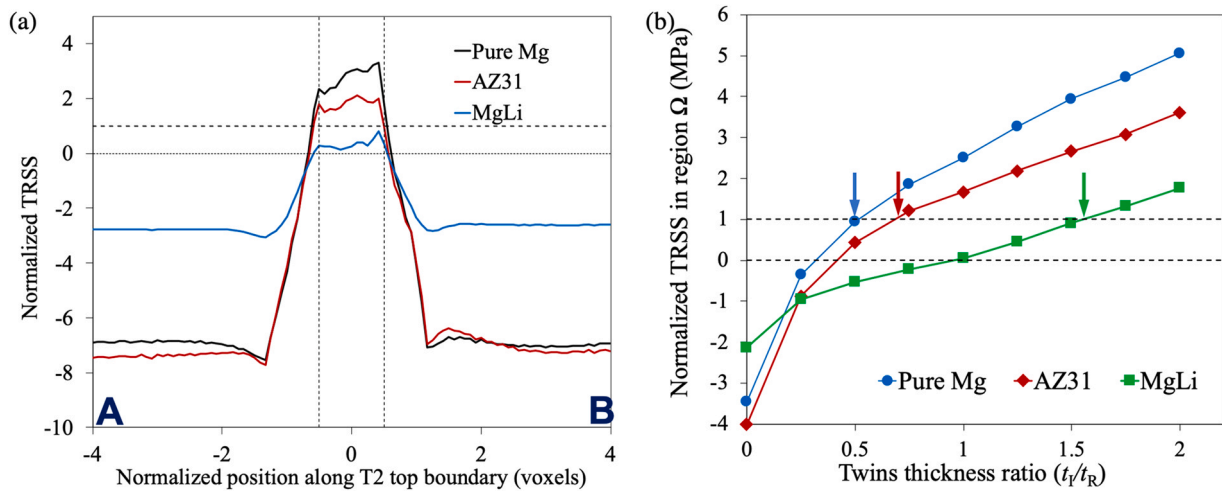 (a)
4
2
0
-2
-4
-6
-8
-10
Normalized TRSS
Pure Mg
AZ31
MgLi
A
B
-4
-2
0
2
4
Normalized position along T2 top boundary (voxels)
(b)
6
5
4
3
2
1
0
-1
-2
-3
-4
Normalized TRSS in region Ω (MPa)
Pure Mg
AZ31
MgLi
0
0.5
1
1.5
2
Twins thickness ratio (tI/tR)